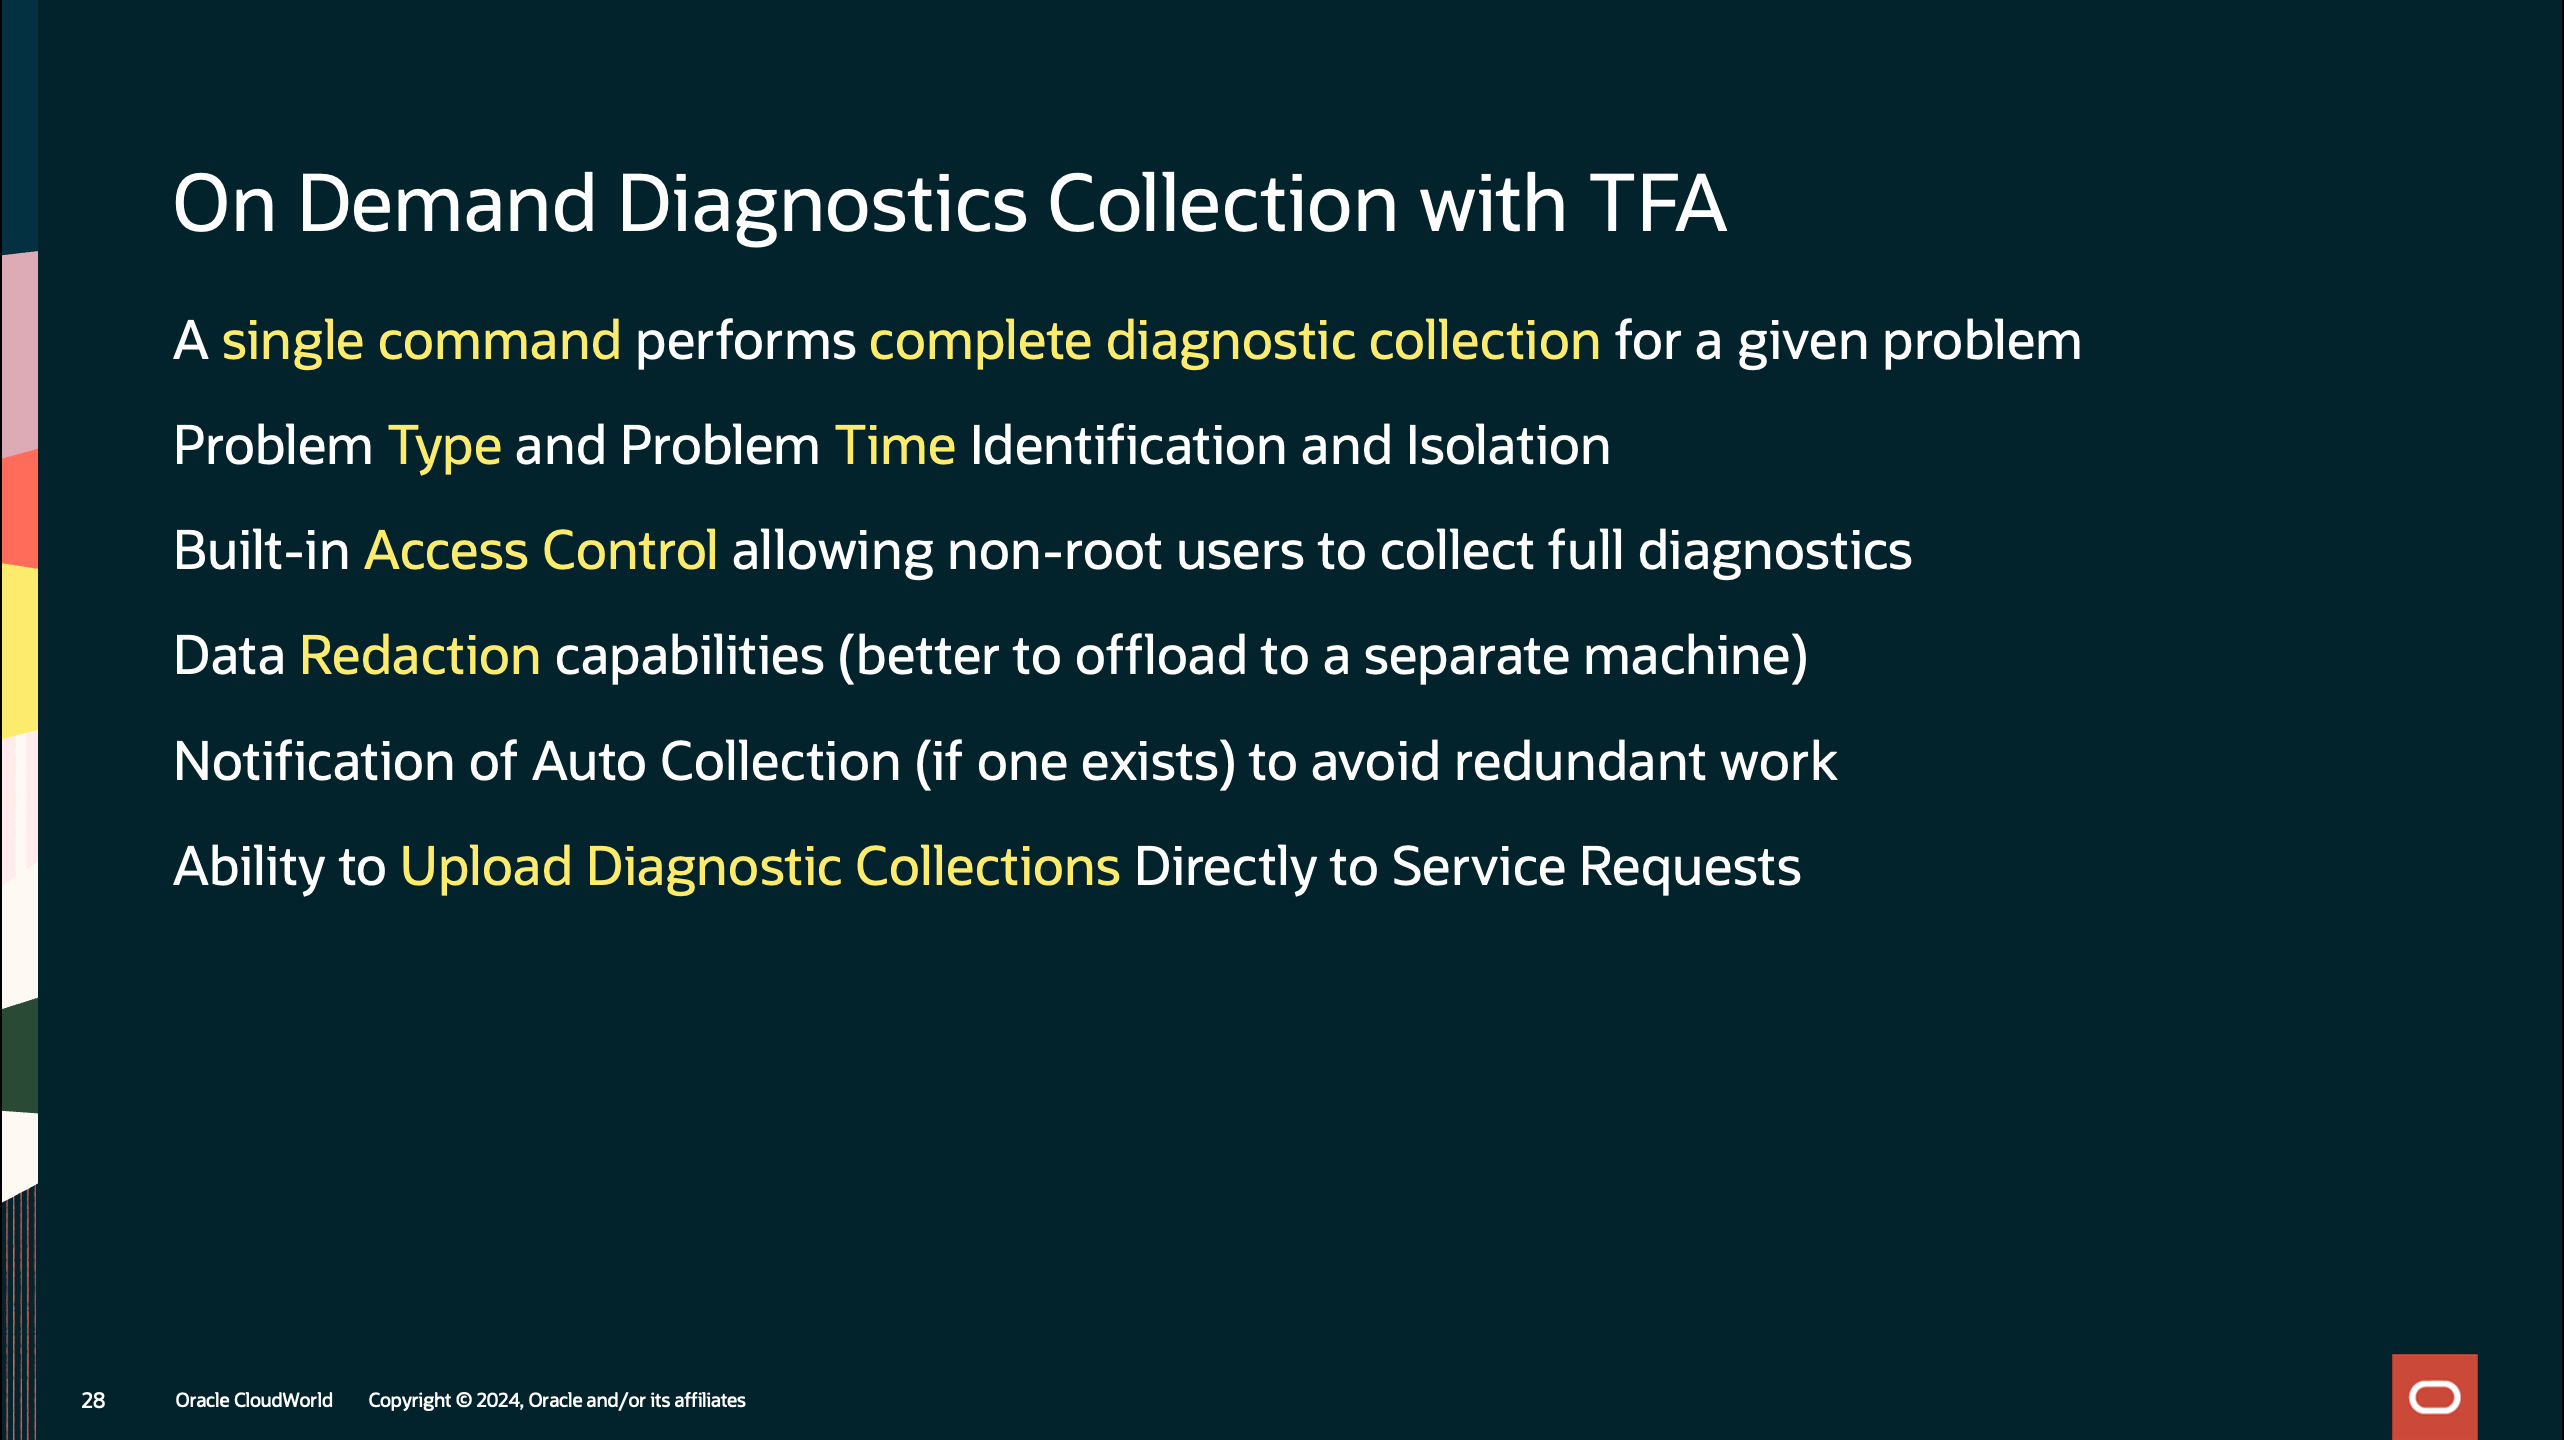 On Demand Diagnostics Collection with TFA
A single command performs complete diagnostic collection for a given problem
Problem Type and Problem Time Identification and Isolation
Built-in Access Control allowing non-root users to collect full diagnostics
Data Redaction capabilities (better to offload to a separate machine)
Notification of Auto Collection (if one exists) to avoid redundant work
Ability to Upload Diagnostic Collections Directly to Service Requests
28 Oracle CloudWorld Copyright © 2024, Oracle and/or its affiliates